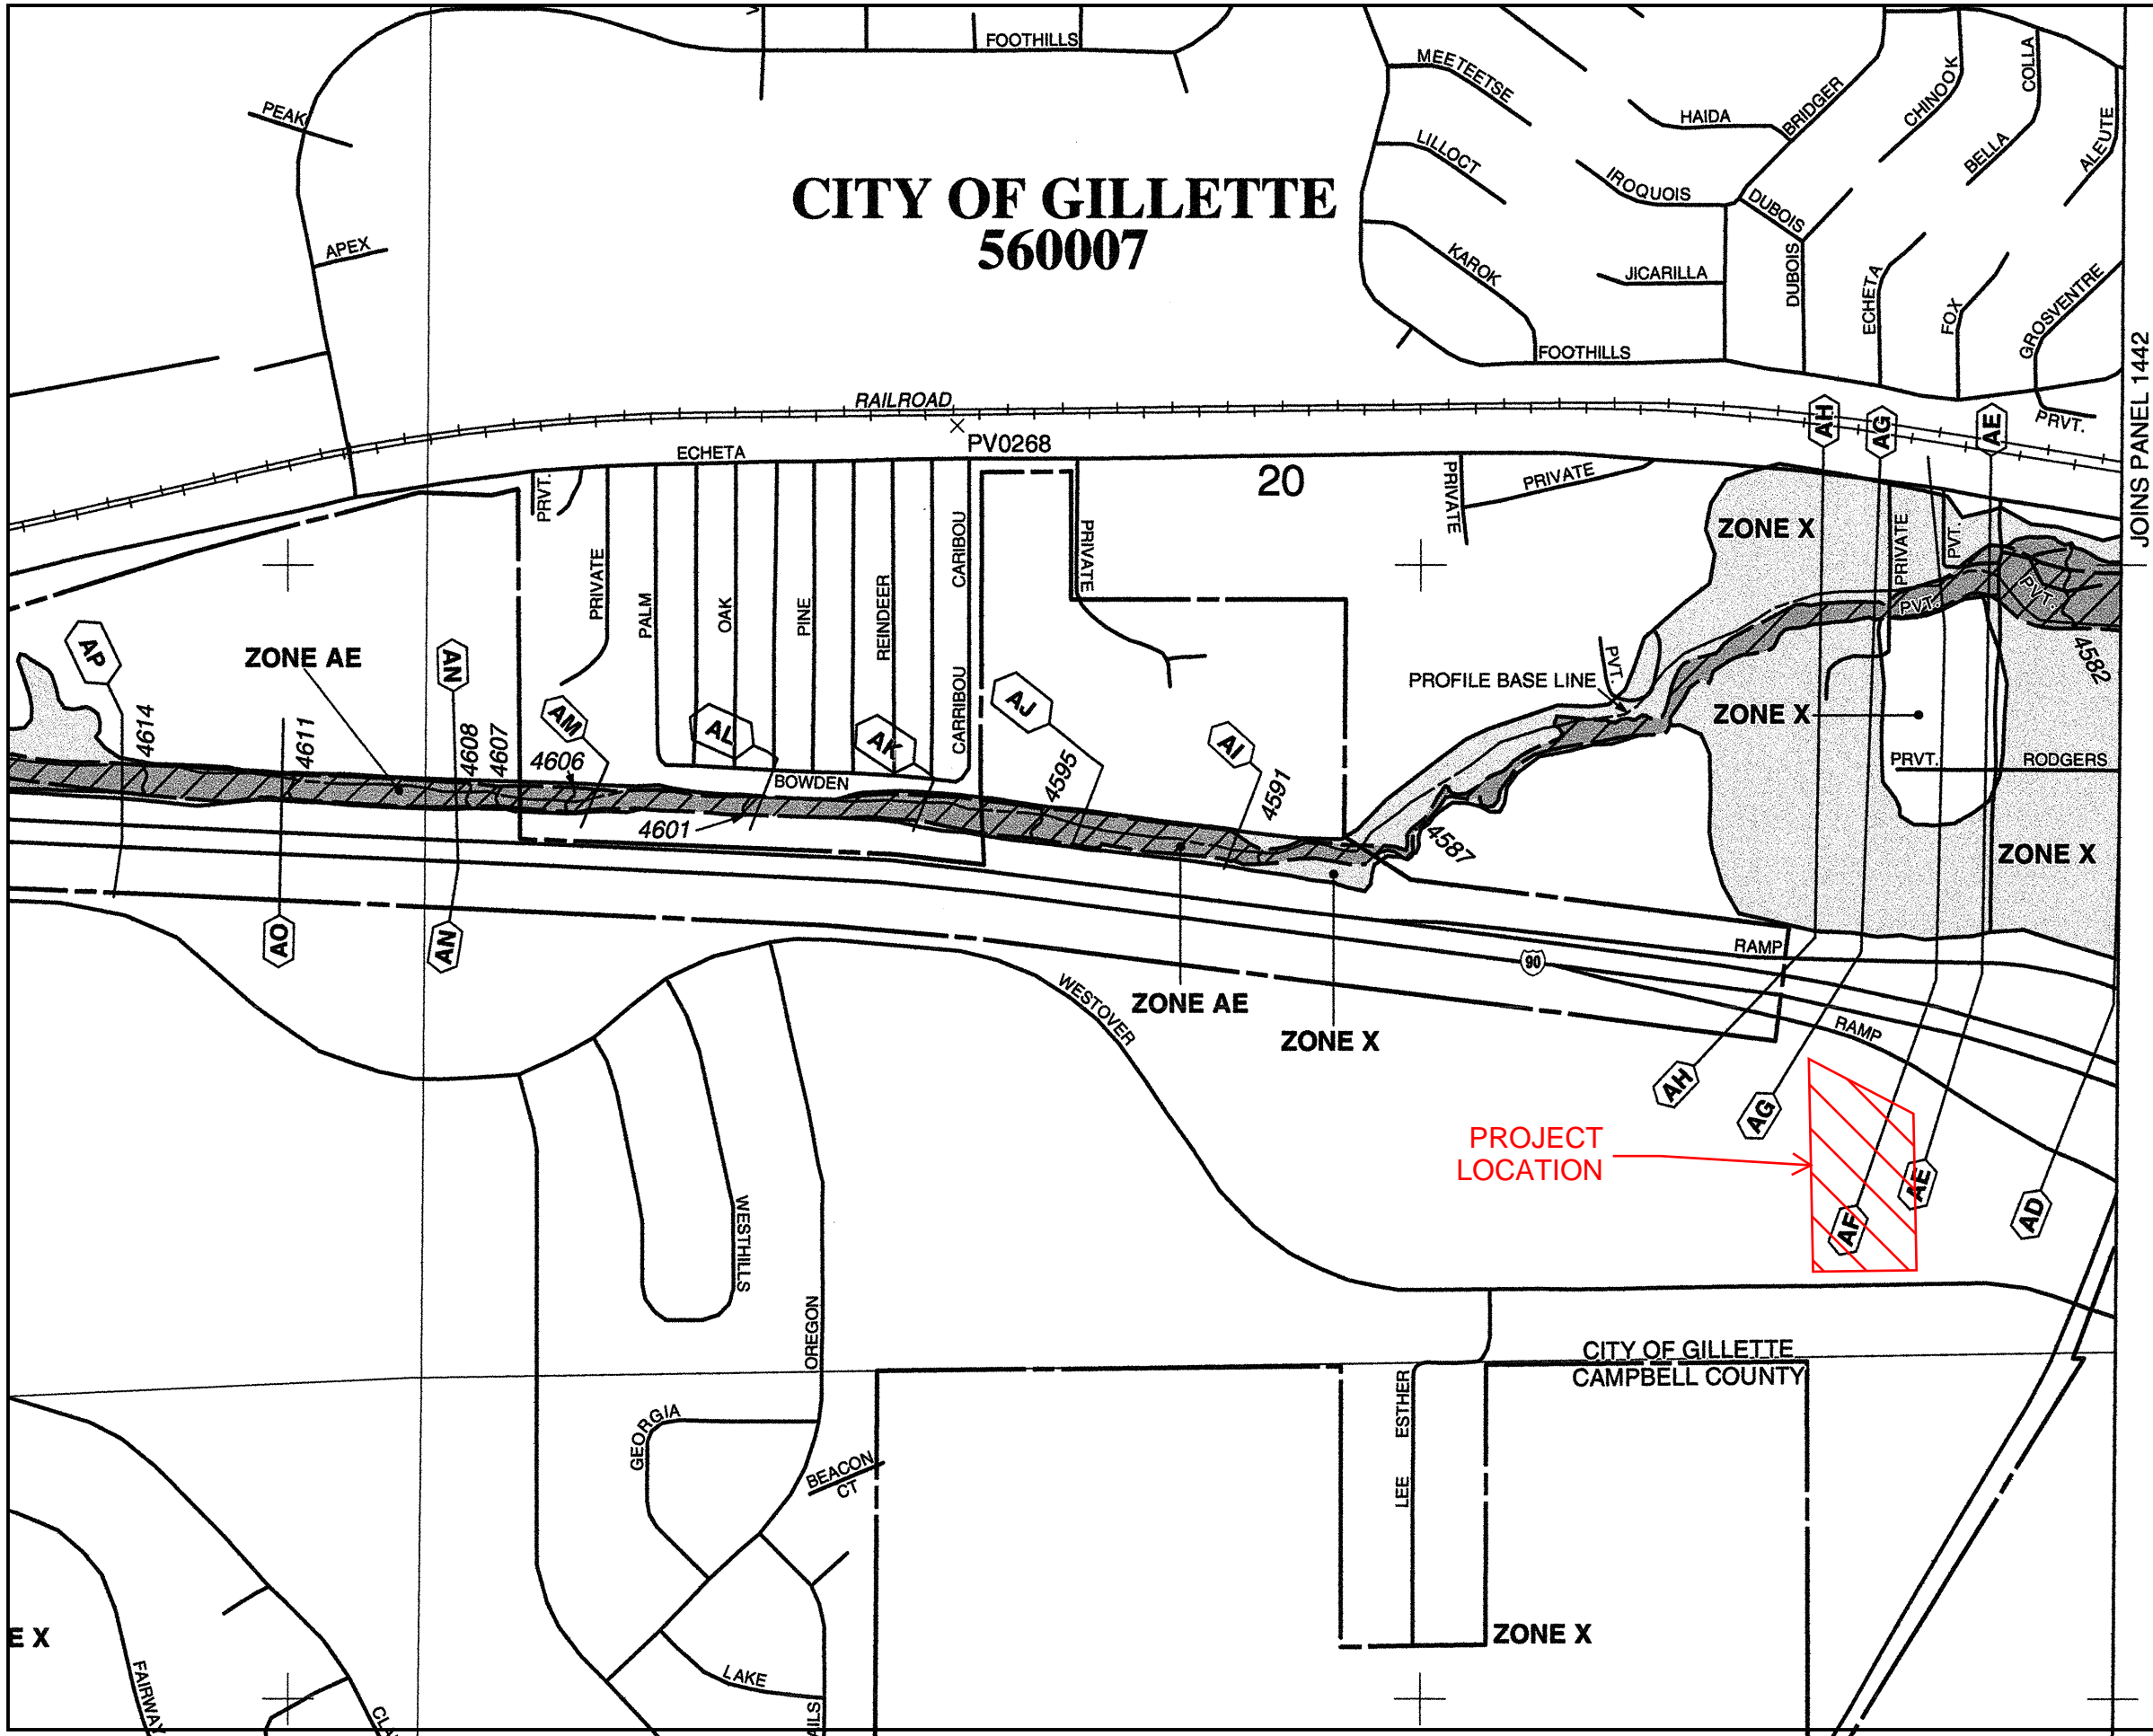 FOOTHILLS
MEETEETSE
COLLA
CHINOOK
BRIDGER
HAIDA
PEAK
LILLOCT
BELLA
ALEUTE
IROQUOIS
DUBOIS
CITY OF GILLETTE
560007
APEX
KAROK
JICARILLA
DUBOIS
ECHETA
FOX
GROSVENTRE
FOOTHILLS
JOINS PANEL 1442
RAILROAD
AH
AG
AE
PRVT.
PV0268
ECHETA
20
PRVT.
PRIVATE
PRIVATE
ZONE X
PRIVATE
PVT.
CARIBOU
PRIVATE
PRIVATE
PALM
OAK
PINE
REINDEER
PVT.
PVT.
4582
AP
ZONE AE
AN
PVT.
PROFILE BASE LINE
AJ
AM
AL
AK
CARRIBOU
AI
ZONE X
4614
4611
4608
4607
4606
4595
4591
PRVT.
RODGERS
BOWDEN
4601
4587
ZONE X
AO
AN
RAMP
90
WESTOVER
ZONE AE
ZONE X
RAMP
AH
AG
PROJECT
LOCATION
AE
AF
AD
WESTHILLS
OREGON
CITY OF GILLETTE
CAMPBELL COUNTY
ESTHER
LEE
GEORGIA
BEACON
CT
E X
ZONE X
FAIRWAY
LAKE
CLA
AILS